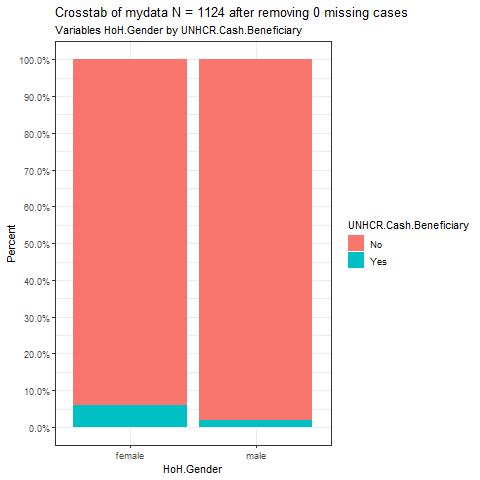 Crosstab of mydata N = 1124 after removing 0 missing cases
Variables HoH.Gender by UNHCR.Cash.Beneficiary
100.0%
90.0%
80.0%
70.0%
60.0%
50.0%
40.0%
30.0%
20.0%
10.0%
0.0%
Percent
female
male
HoH.Gender
UNHCR.Cash.Beneficiary
No
Yes